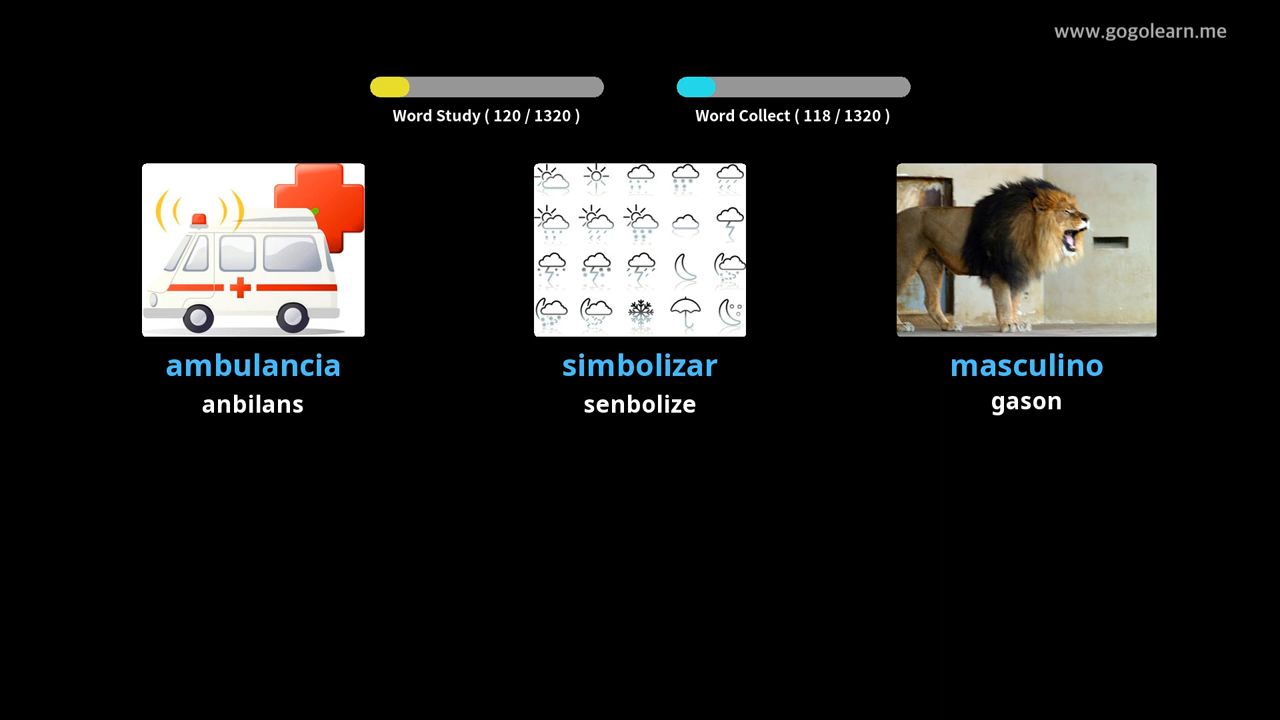 www.gogolearn.me
Word Study ( 120 / 1320 )
Word Collect ( 118 / 1320 )
ambulancia
anbilans
simbolizar
senbolize
masculino
gason